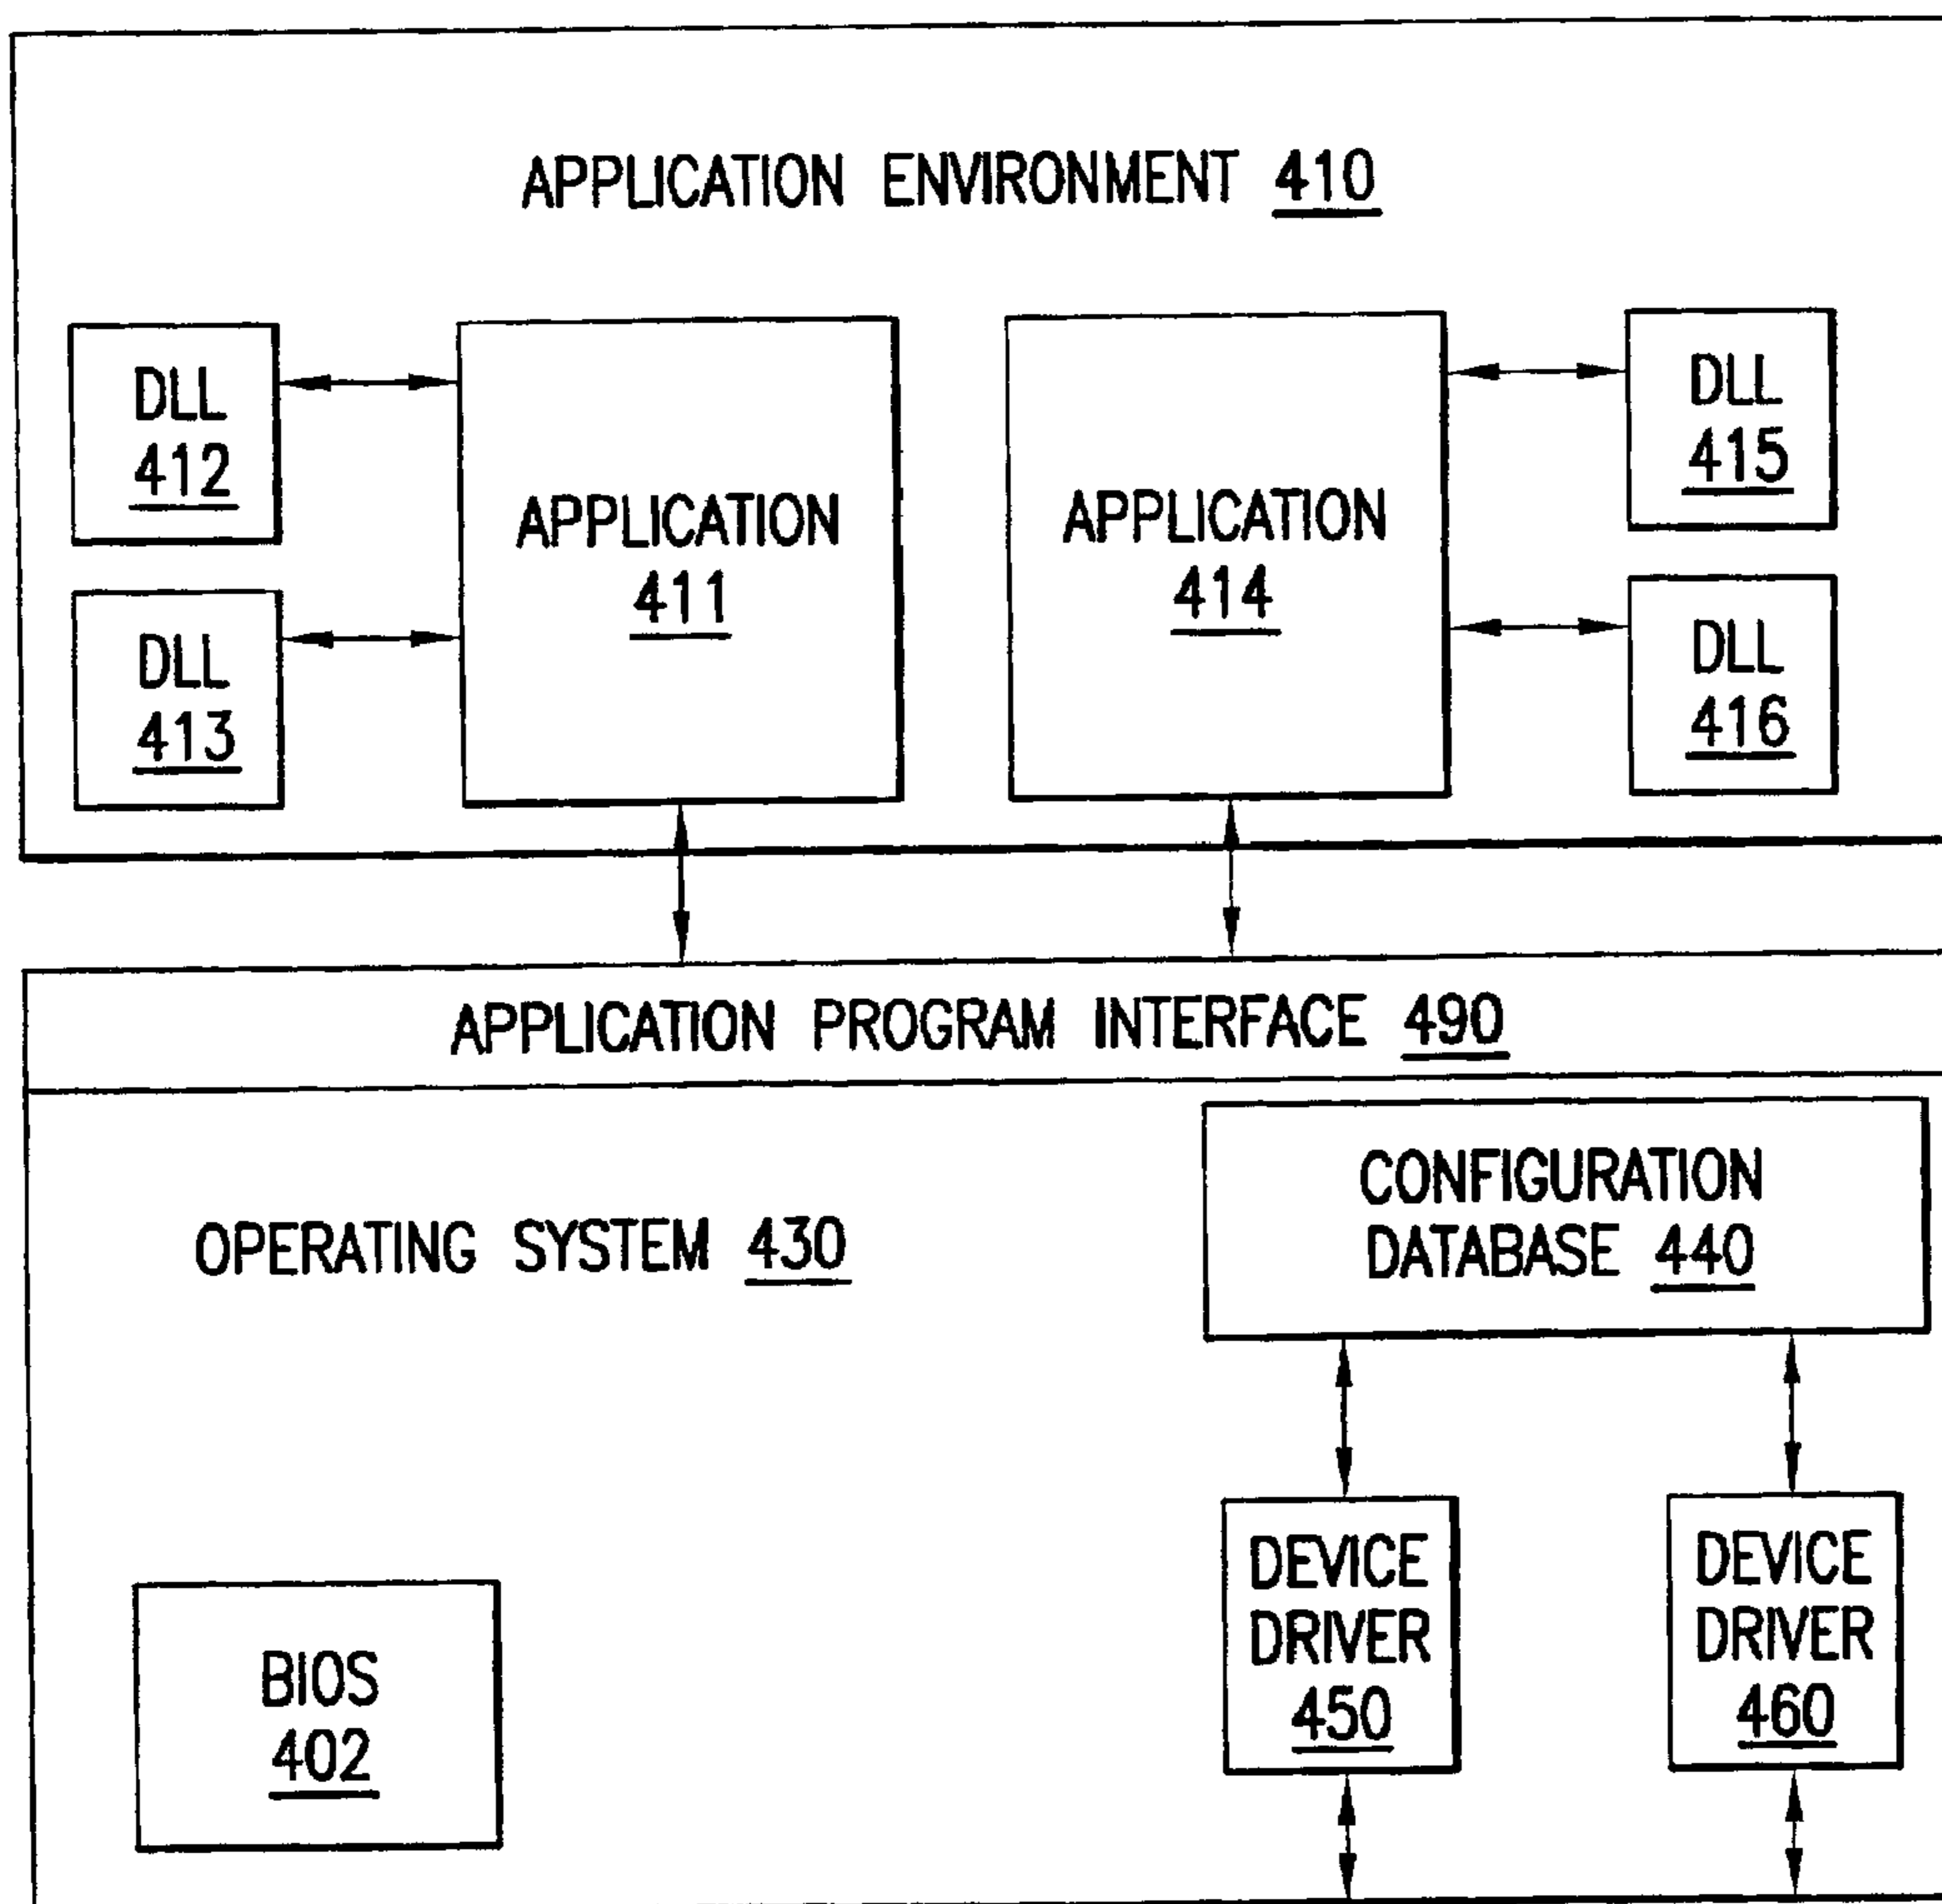 APPLICATION ENVIRONMENT 410
DLL
412
DLL
413
APPLICATION
411
APPLICATION
414
DLL
415
DLL
416
APPLICATION PROGRAM INTERFACE 490
OPERATING SYSTEM 430
CONFIGURATION
DATABASE 440
BIOS
402
DEVICE
DRIVER
450
DEVICE
DRIVER
460